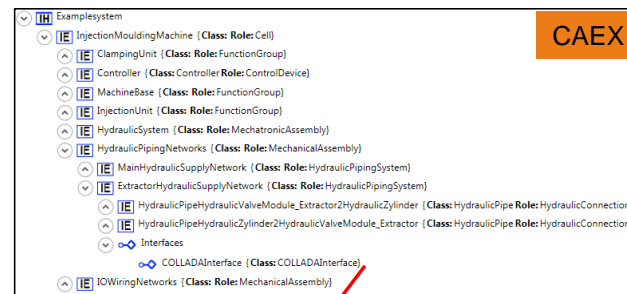 IH Examplesystem
CAEX
IE InjectionMouldingMachine {Class: Role: Cell}
IE ClampingUnit {Class: Role: FunctionGroup}
IE Controller {Class: Controller Role: ControlDevice}
IE MachineBase {Class: Role: FunctionGroup}
IE InjectionUnit {Class: Role: FunctionGroup}
IE HydraulicSystem {Class: Role: MechatronicAssembly}
IE HydraulicPipingNetworks {Class: Role: MechanicalAssembly}
IE MainHydraulicSupplyNetwork {Class: Role: HydraulicPipingSystem}
IE ExtractorHydraulicSupplyNetwork {Class: Role: HydraulicPipingSystem}
IE HydraulicPipeHydraulicValveModule_Extractor2HydraulicZylinder {Class: HydraulicPipe Role: HydraulicConnection
IE HydraulicPipeHydraulicZylinder2HydraulicValveModule_Extractor {Class: HydraulicPipe Role: HydraulicConnection
Interfaces
COLLADAInterface {Class: COLLADAInterface}
IE IOWiringNetworks {Class: Role: MechanicalAssembly}